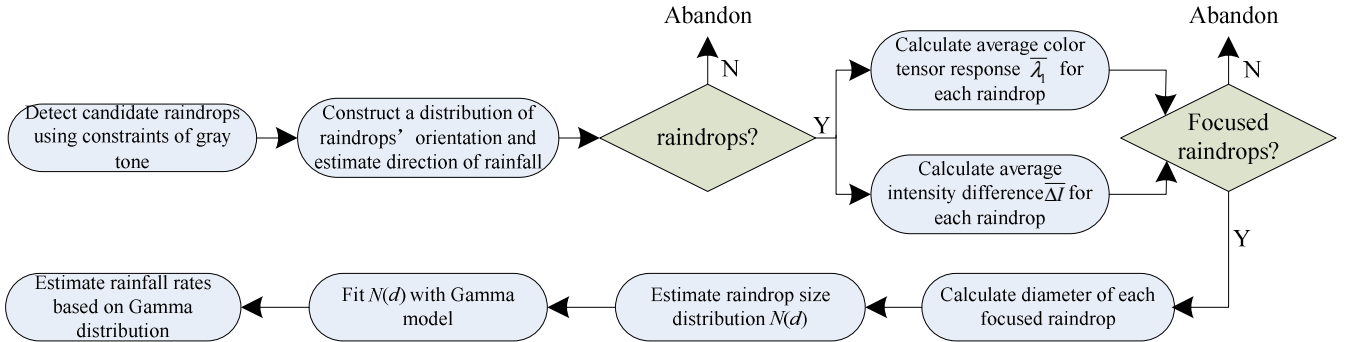 Abandon
Abandon
N
N
Detect candidate raindrops
using constraints of gray
tone
Construct a distribution of
raindrops’ orientation and
estimate direction of rainfall
raindrops?
Y
Calculate average color
tensor response λ̅₁ for
each raindrop
Calculate average
intensity difference Δ̅I̅ for
each raindrop
Focused
raindrops?
Y
Calculate diameter of each
focused raindrop
Estimate raindrop size
distribution N(d)
Fit N(d) with Gamma
model
Estimate rainfall rates
based on Gamma
distribution